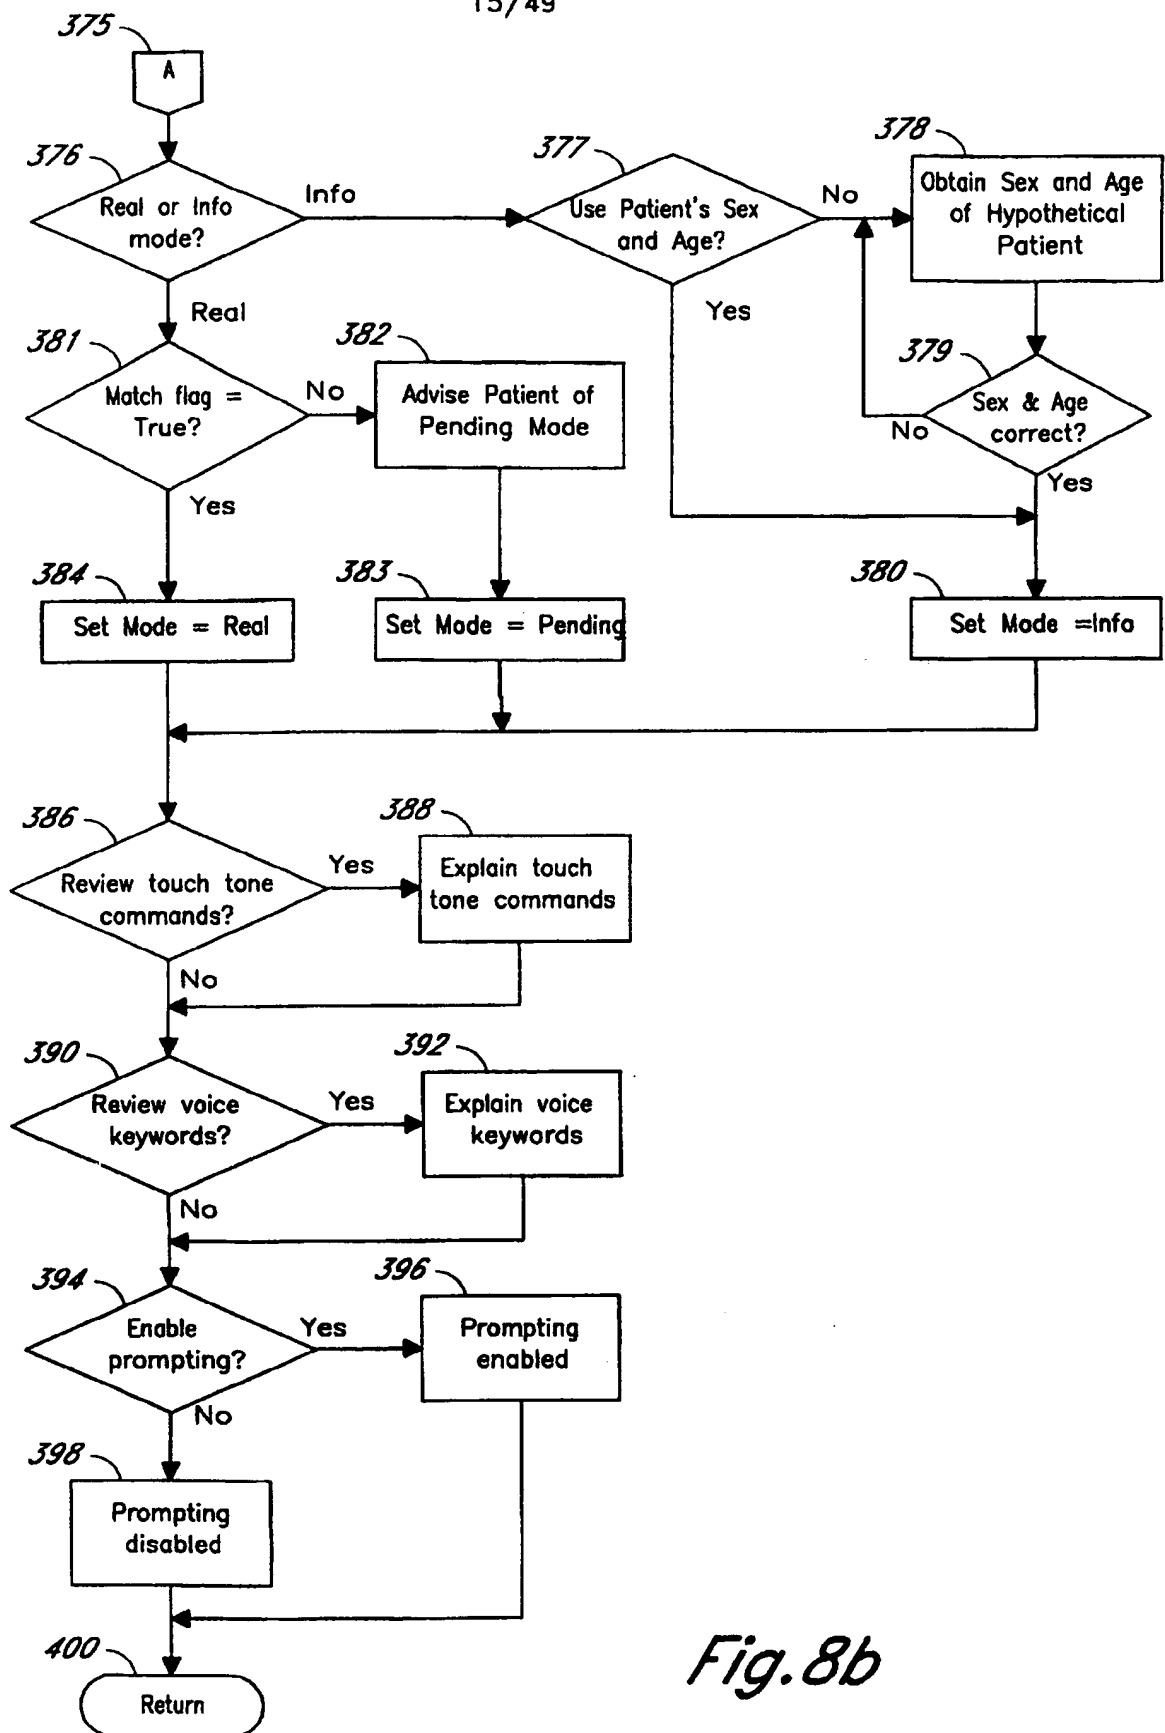 15/49
375
A
376
Real or Info
mode?
Info
377
Use Patient's Sex
and Age?
No
378
Obtain Sex and Age
of Hypothetical
Patient
Yes
Real
381
Match flag =
True?
No
382
Advise Patient of
Pending Mode
379
Sex & Age
correct?
No
Yes
Yes
384
Set Mode = Real
383
Set Mode = Pending
380
Set Mode =Info
386
Review touch tone
commands?
Yes
388
Explain touch
tone commands
No
390
Review voice
keywords?
Yes
392
Explain voice
keywords
No
394
Enable
prompting?
Yes
396
Prompting
enabled
No
398
Prompting
disabled
400
Return
Fig.8b